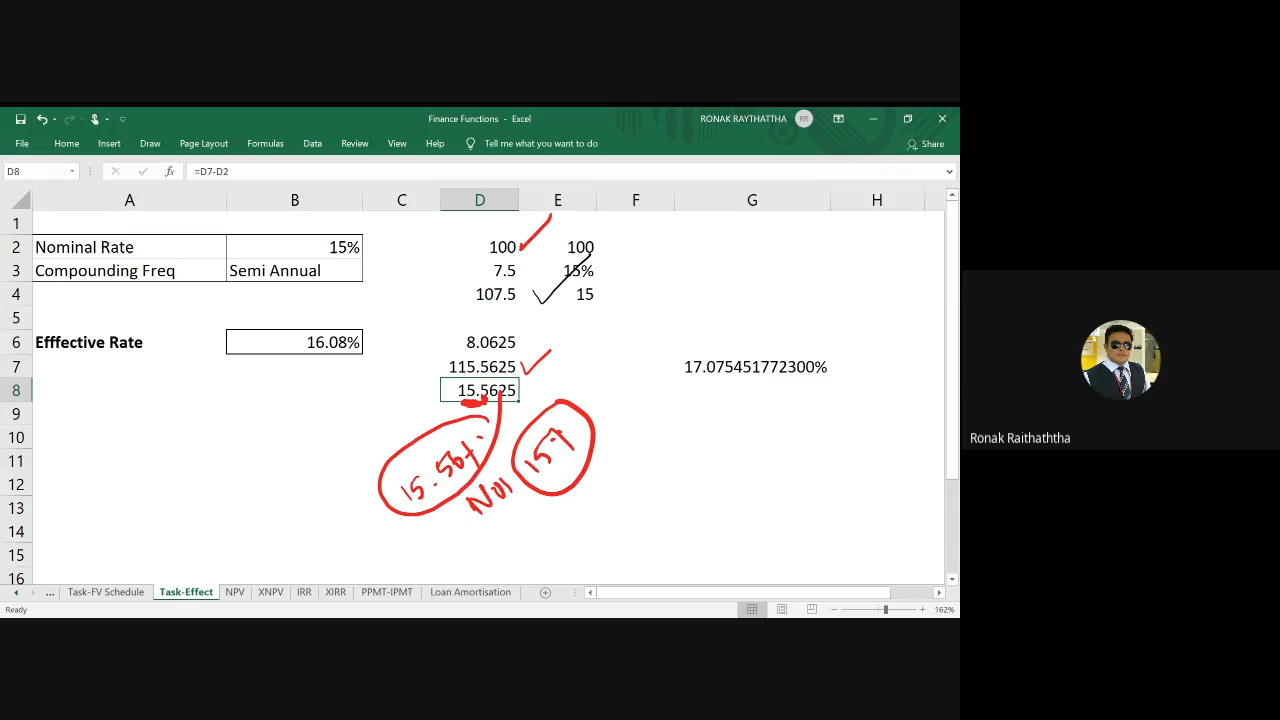 Finance Functions - Excel
RONAK RAYTHATTHA
RR
File Home Insert Draw Page Layout Formulas Data Review View Help Tell me what you want to do
Share
D8
fx
=D7-D2
A B C D E F G H
1
2 Nominal Rate 15% 100 100
3 Compounding Freq Semi Annual 7.5 15%
4 107.5 15
5
6 Efffective Rate 16.08% 8.0625
7 115.5625 17.075451772300%
8 15.5625
9
10
11
12
13
14
15
16
15.56%
15%
... Task-FV Schedule Task-Effect NPV XNPV IRR XIRR PPMT-IPMT Loan Amortisation
Ready
162%
Ronak Raithaththa